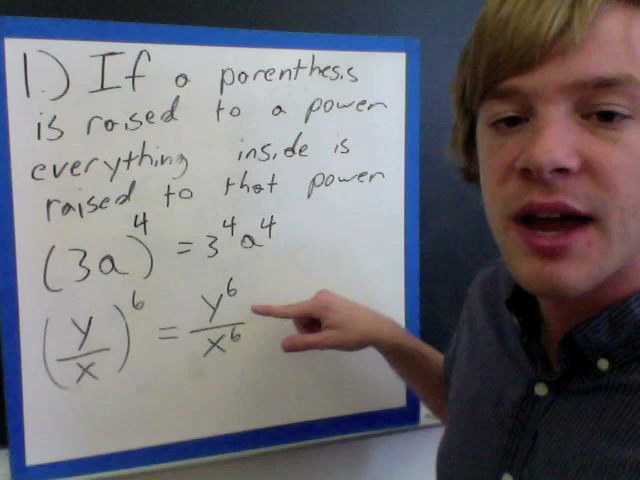 1.) If a parenthesis
is raised to a power
everything inside is
raised to that power
(3a)⁴ = 3⁴a⁴
(y/x)⁶ = y⁶/x⁶